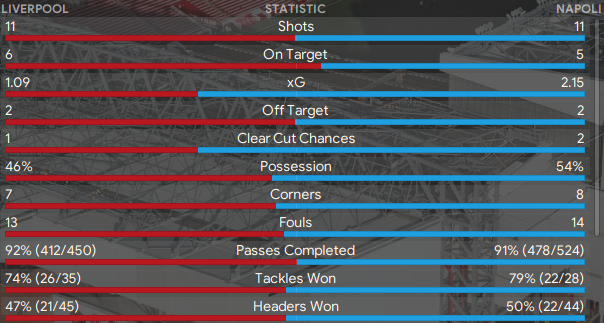 LIVERPOOL STATISTIC NAPOLI
11 Shots 11
6 On Target 5
1.09 xG 2.15
2 Off Target 2
1 Clear Cut Chances 2
46% Possession 54%
7 Corners 8
13 Fouls 14
92% (412/450) Passes Completed 91% (478/524)
74% (26/35) Tackles Won 79% (22/28)
47% (21/45) Headers Won 50% (22/44)